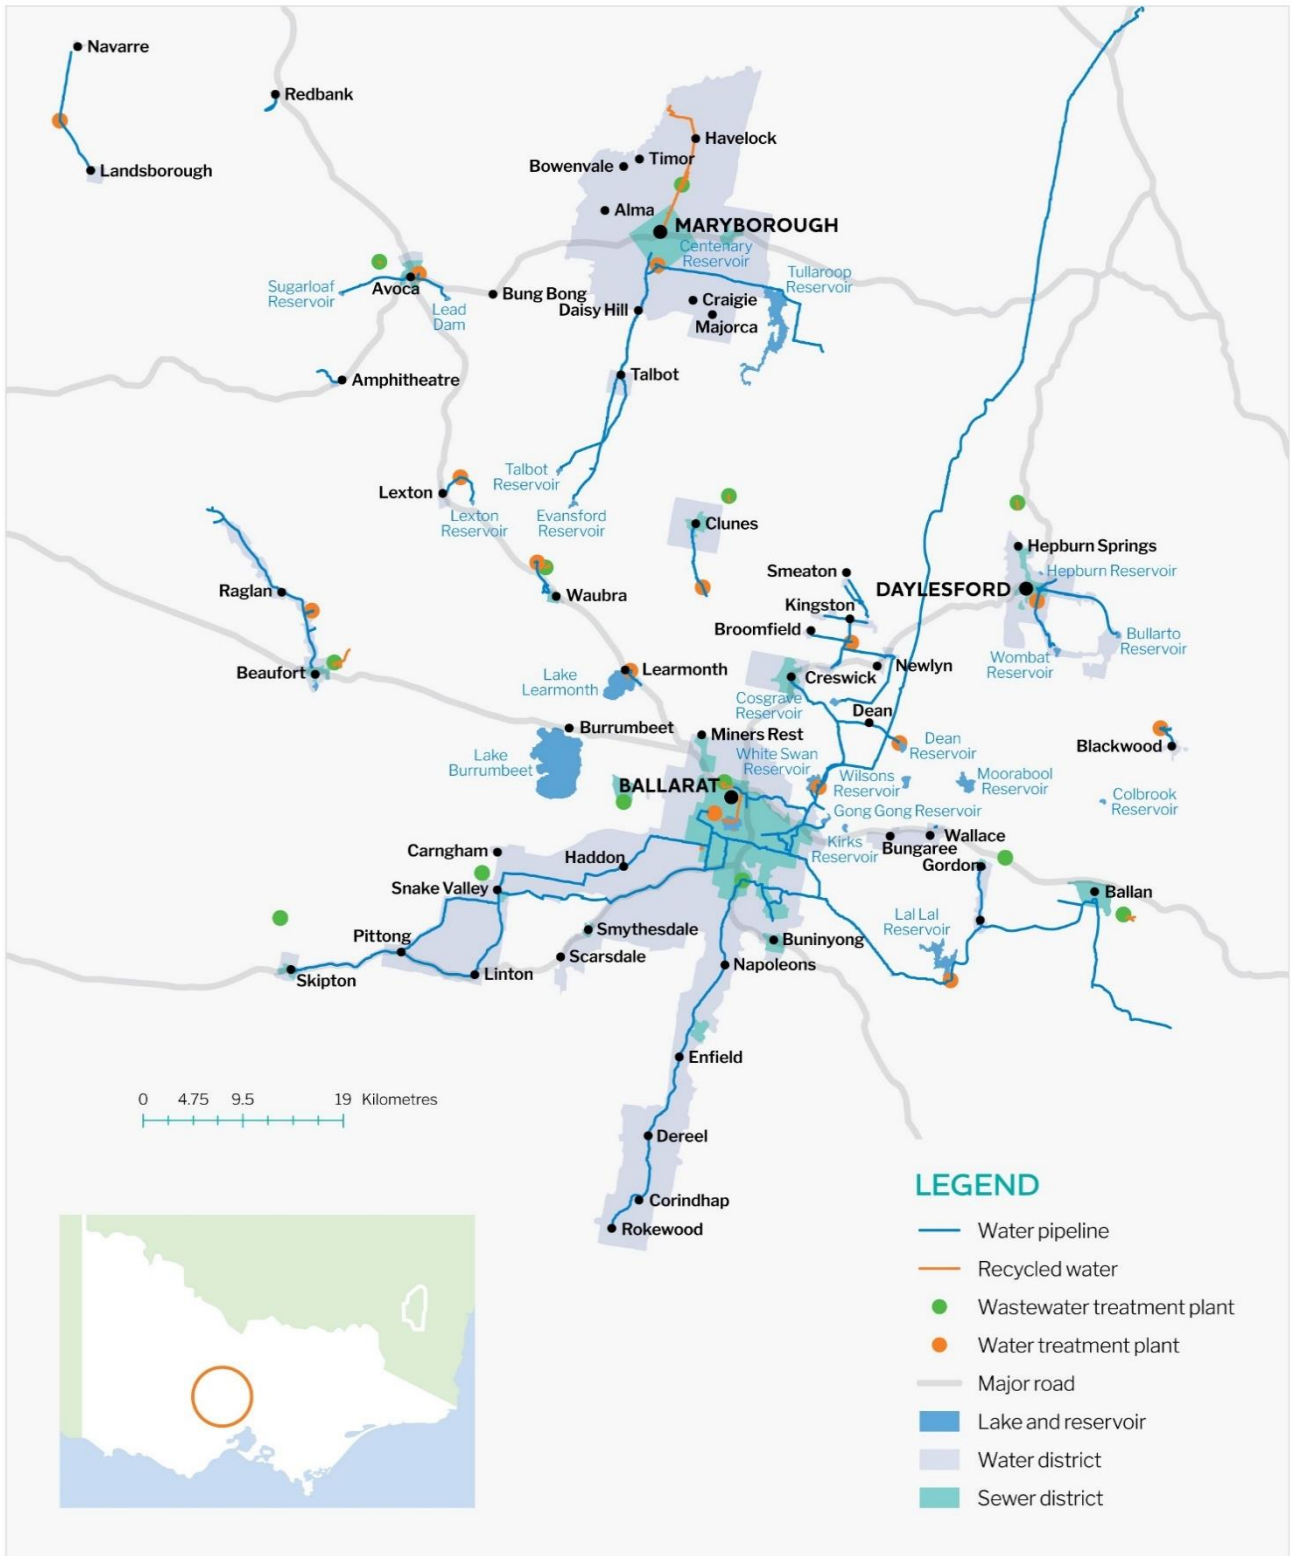 Navarre
Redbank
Landsborough
Havelock
Timor
Bowenvale
Alma
MARYBOROUGH
Centenary
Reservoir
Tullaroop
Reservoir
Sugarloaf
Reservoir
Avoca
Lead
Dam
Bung Bong
Daisy Hill
Craigie
Majorca
Amphitheatre
Talbot
Talbot
Reservoir
Lexton
Lexton
Reservoir
Evansford
Reservoir
Clunes
Hepburn Springs
Hepburn Reservoir
Smeaton
DAYLESFORD
Raglan
Waubra
Kingston
Broomfield
Bullarto
Reservoir
Wombat
Reservoir
Beaufort
Learmonth
Lake
Learmonth
Newlyn
Creswick
Cosgrave
Reservoir
Dean
Burrumbeet
Miners Rest
Dean
Reservoir
Blackwood
Lake
Burrumbeet
White Swan
Reservoir
BALLARAT
Wilsons
Reservoir
Moorabool
Reservoir
Colbrook
Reservoir
Gong Gong Reservoir
Kirks
Reservoir
Wallace
Bungaree
Gordon
Carngham
Haddon
Snake Valley
Ballan
Lal Lal
Reservoir
Smythesdale
Pittong
Buninyong
Scarsdale
Napoleons
Linton
Skipton
Enfield
0 4.75 9.5 19 Kilometres
Dereel
Corindhap
Rokewood
LEGEND
Water pipeline
Recycled water
Wastewater treatment plant
Water treatment plant
Major road
Lake and reservoir
Water district
Sewer district